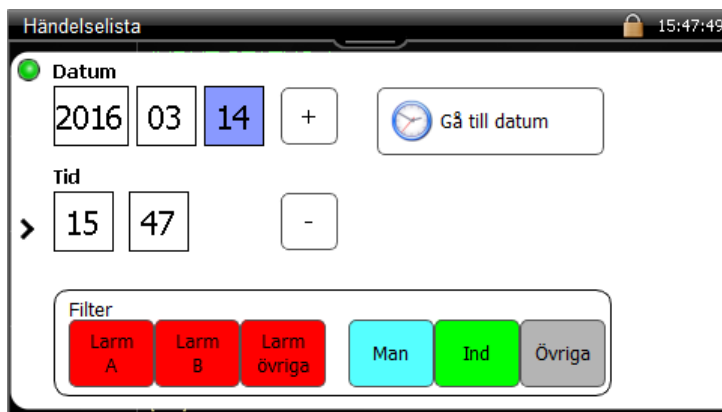 Händelselista 15:47:49
Datum
2016 03 14 + Gå till datum
Tid
15 47 -
Filter
Larm A Larm B Larm övriga Man Ind Övriga